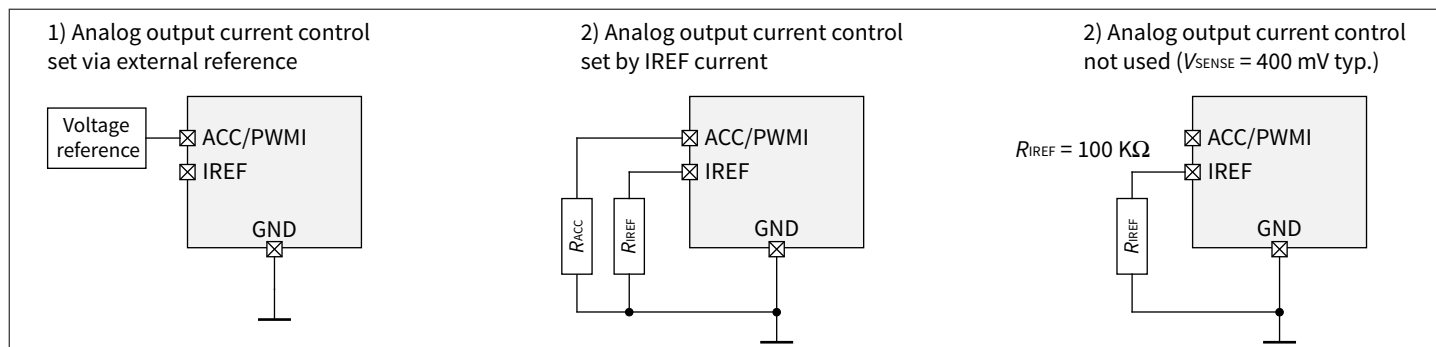 1) Analog output current control
set via external reference
Voltage
reference
ACC/PWMI
IREF
GND
2) Analog output current control
set by IREF current
ACC/PWMI
IREF
RACC
RIREF
GND
2) Analog output current control
not used (VSENSE = 400 mV typ.)
RIREF = 100 KΩ
ACC/PWMI
IREF
RIREF
GND